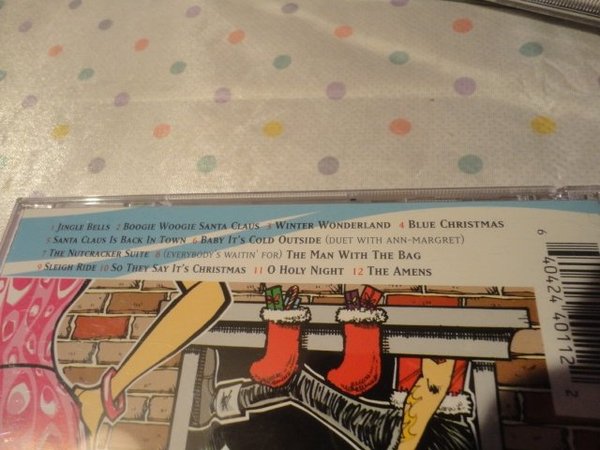 1 JINGLE BELLS 2 BOOGIE WOOGIE SANTA CLAUS 3 WINTER WONDERLAND 4 BLUE CHRISTMAS
5 SANTA CLAUS IS BACK IN TOWN 6 BABY IT'S COLD OUTSIDE (DUET WITH ANN-MARGRET)
7 THE NUTCRACKER SUITE 8 (EVERYBODY'S WAITIN' FOR) THE MAN WITH THE BAG
9 SLEIGH RIDE 10 SO THEY SAY IT'S CHRISTMAS 11 O HOLY NIGHT 12 THE AMENS
6 40424 40112 2